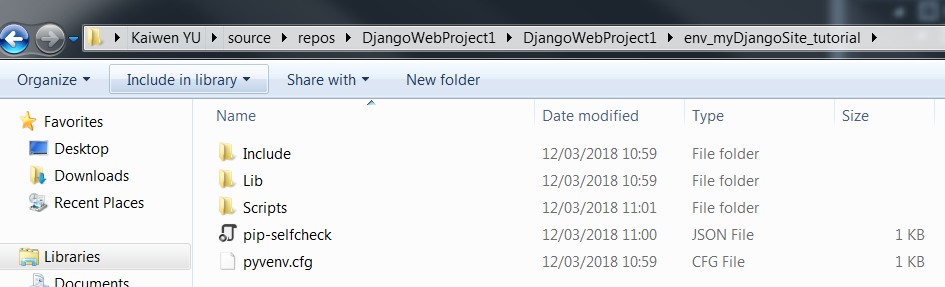 Kaiwen YU source repos DjangoWebProject1 DjangoWebProject1 env_myDjangoSite_tutorial
Organize Include in library Share with New folder
Favorites
Desktop
Downloads
Recent Places
Libraries
Documents
Name Date modified Type Size
Include 12/03/2018 10:59 File folder
Lib 12/03/2018 10:59 File folder
Scripts 12/03/2018 11:01 File folder
pip-selfcheck 12/03/2018 11:00 JSON File 1 KB
pyvenv.cfg 12/03/2018 10:59 CFG File 1 KB